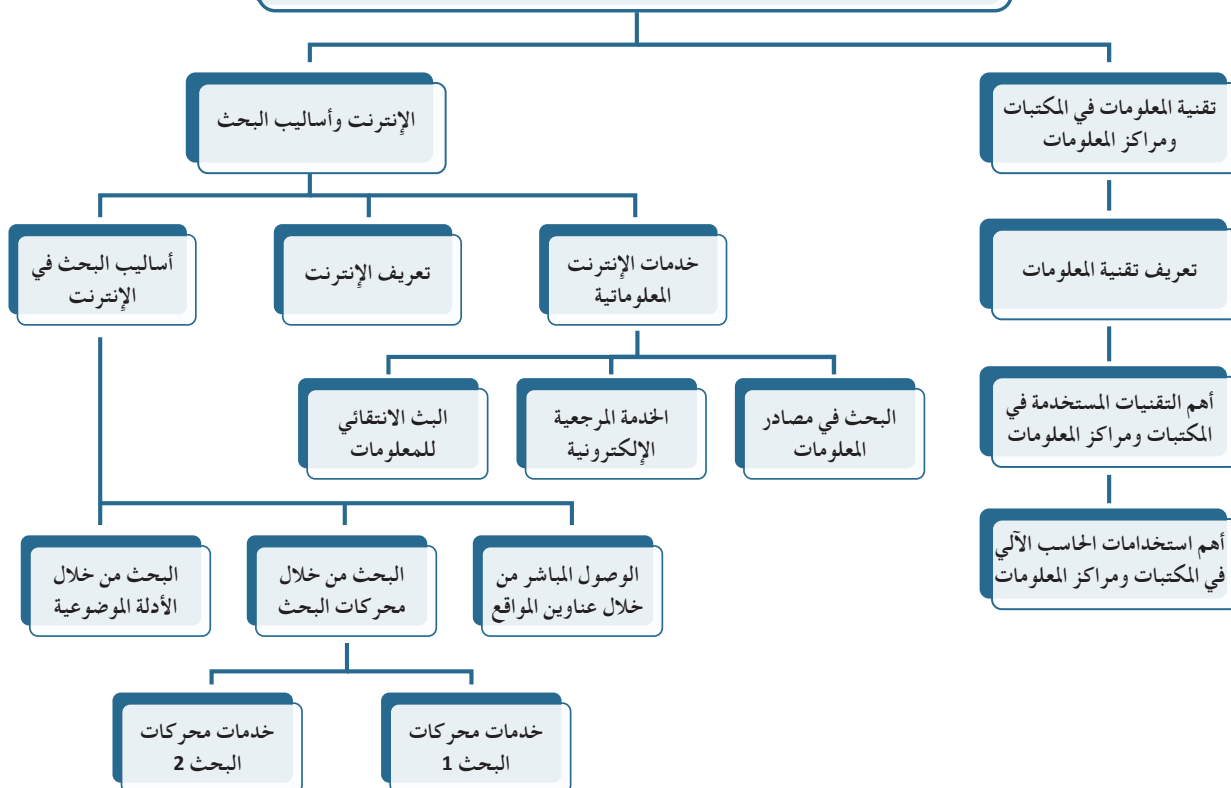 تقنية المعلومات في المكتبات
ومراكز المعلومات
الإنترنت وأساليب البحث
تعريف تقنية المعلومات
خدمات الإنترنت
المعلوماتية
تعريف الإنترنت
أساليب البحث في
الإنترنت
أهم التقنيات المستخدمة في
المكتبات ومراكز المعلومات
البحث في مصادر
المعلومات
الخدمة المرجعية
الإلكترونية
البث الانتقائي
للمعلومات
أهم استخدامات الحاسب الآلي
في المكتبات ومراكز المعلومات
الوصول المباشر من
خلال عناوين المواقع
البحث من خلال
محركات البحث
البحث من خلال
الأدلة الموضوعية
خدمات محركات
البحث 1
خدمات محركات
البحث 2